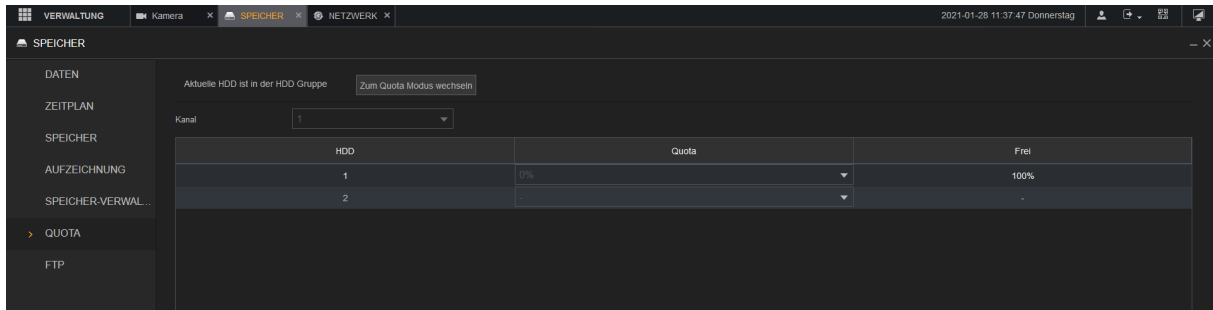 VERWALTUNG Kamera × SPEICHER × NETZWERK × 2021-01-28 11:37:47 Donnerstag
SPEICHER
DATEN
ZEITPLAN
SPEICHER
AUFZEICHNUNG
SPEICHER-VERWAL...
> QUOTA
FTP
Aktuelle HDD ist in der HDD Gruppe Zum Quota Modus wechseln
Kanal 1
HDD Quota Frei
1 0% 100%
2 - -